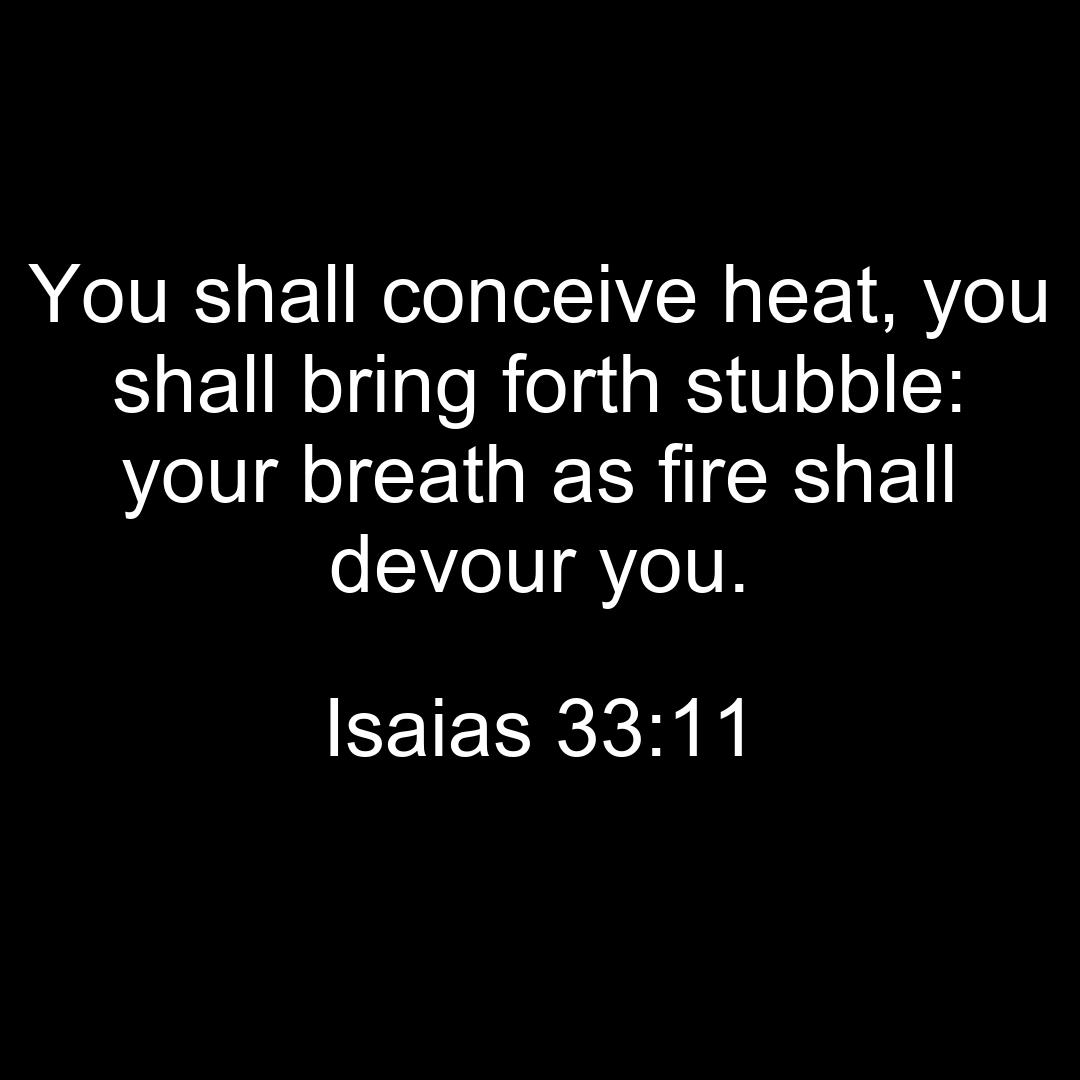 You shall conceive heat, you
shall bring forth stubble:
your breath as fire shall
devour you.
Isaias 33:11